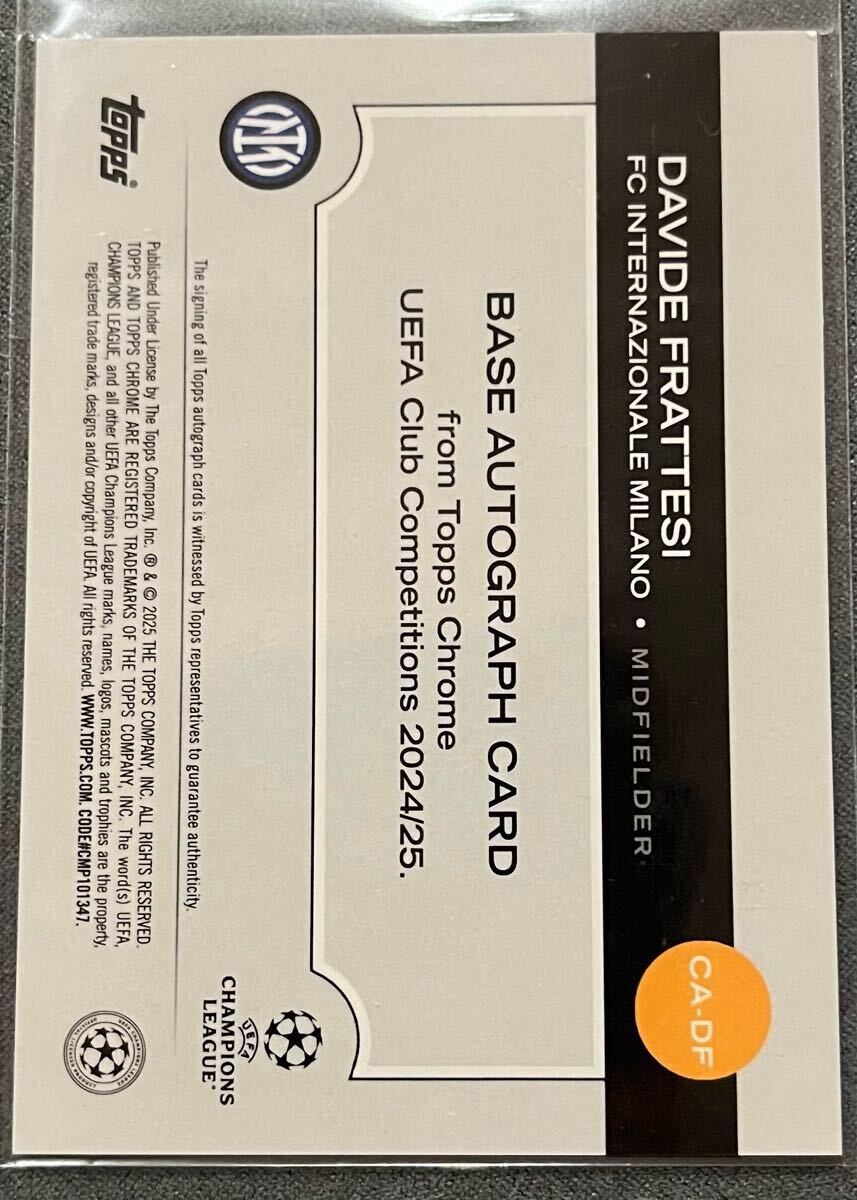 CA-DF
DAVIDE FRATTESI
FC INTERNAZIONALE MILANO • MIDFIELDER
BASE AUTOGRAPH CARD
from Topps Chrome
UEFA Club Competitions 2024/25.
The signing of all Topps autograph cards is witnessed by Topps representatives to guarantee authenticity.
UEFA
CHAMPIONS
LEAGUE®
topps®
Published Under License by The Topps Company, Inc. ® & © 2025 THE TOPPS COMPANY, INC. ALL RIGHTS RESERVED.
TOPPS AND TOPPS CHROME ARE REGISTERED TRADEMARKS OF THE TOPPS COMPANY, INC. The word(s) UEFA,
CHAMPIONS LEAGUE, and all other UEFA Champions League marks, names, logos, mascots and trophies are the property,
registered trade marks, designs and/or copyright of UEFA. All rights reserved. WWW.TOPPS.COM. CODE#CMP101347.